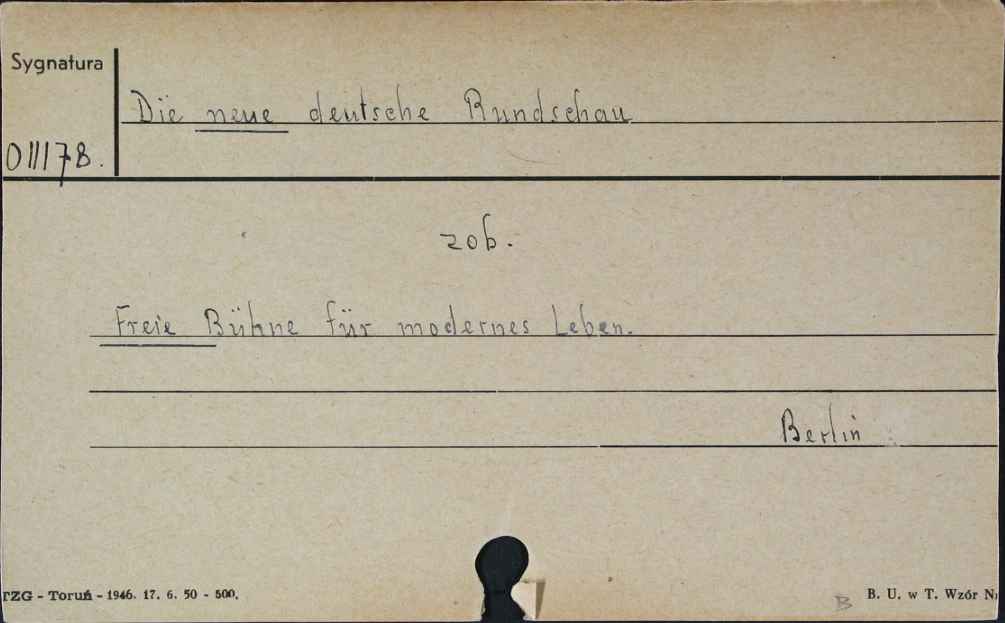 Sygnatura
Die neue deutsche Rundschau
011178.
zob.
Freie Bühne für modernes Leben.
Berlin
TZG - Toruń - 1946. 17. 6. 50 - 500.
B
B. U. w T. Wzór Nr